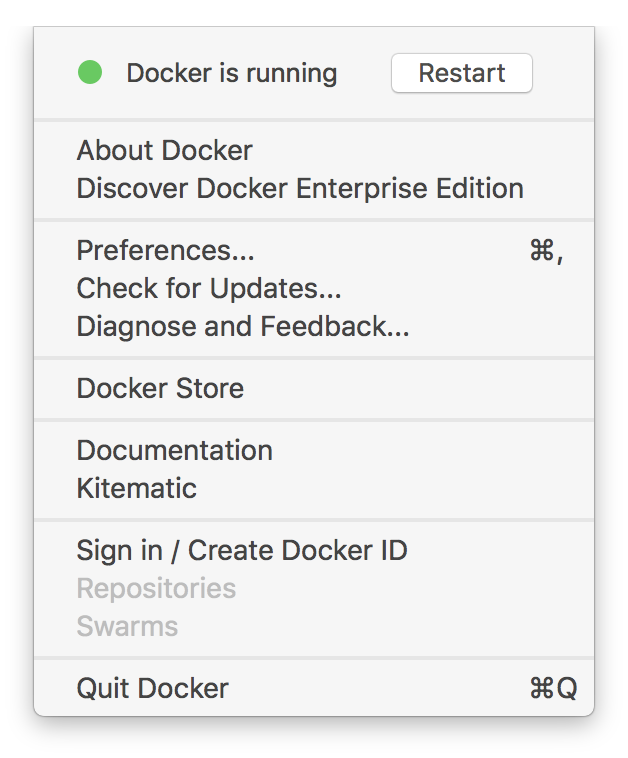 Docker is running Restart
About Docker
Discover Docker Enterprise Edition
Preferences... ⌘,
Check for Updates...
Diagnose and Feedback...
Docker Store
Documentation
Kitematic
Sign in / Create Docker ID
Repositories
Swarms
Quit Docker ⌘Q